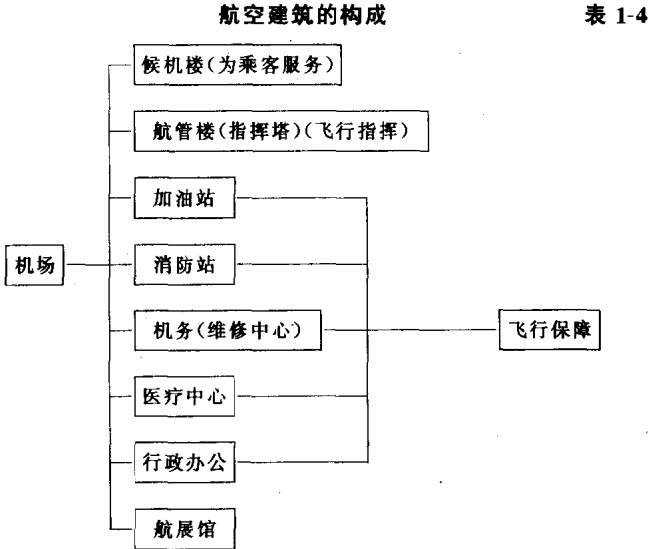 航空建筑的构成 表 1-4
候机楼(为乘客服务)
航管楼(指挥塔)(飞行指挥)
加油站
机场 消防站
机务(维修中心) 飞行保障
医疗中心
行政办公
航展馆